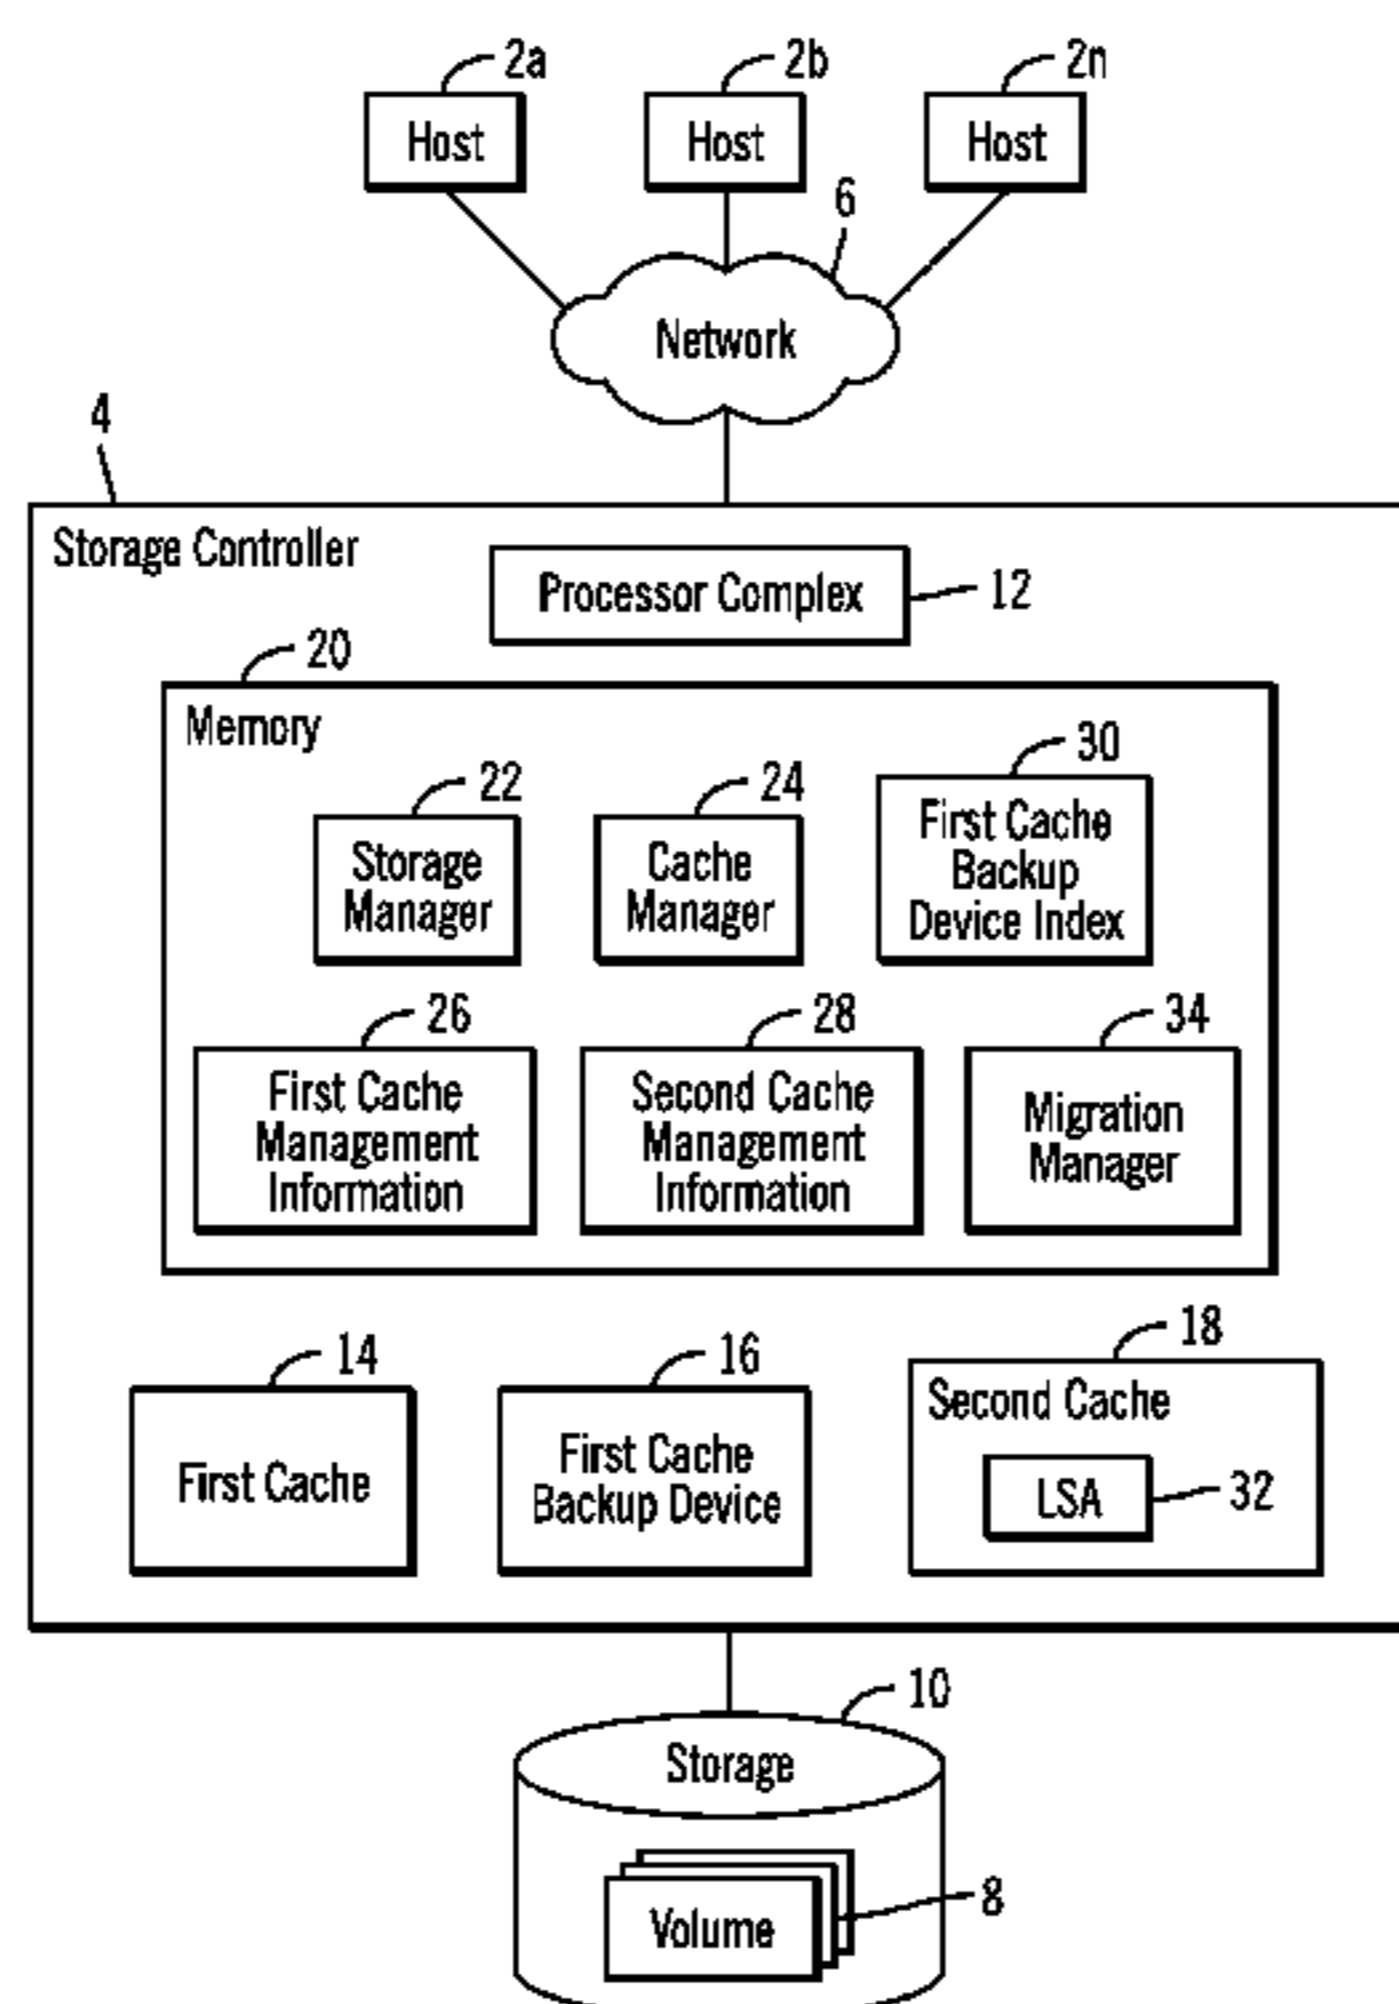 2a
2b
2n
Host
Host
Host
6
Network
4
Storage Controller
Processor Complex
12
20
Memory
22
24
30
Storage
Manager
Cache
Manager
First Cache
Backup
Device Index
26
28
34
First Cache
Management
Information
Second Cache
Management
Information
Migration
Manager
14
16
18
First Cache
First Cache
Backup Device
Second Cache
LSA
32
10
Storage
Volume
8